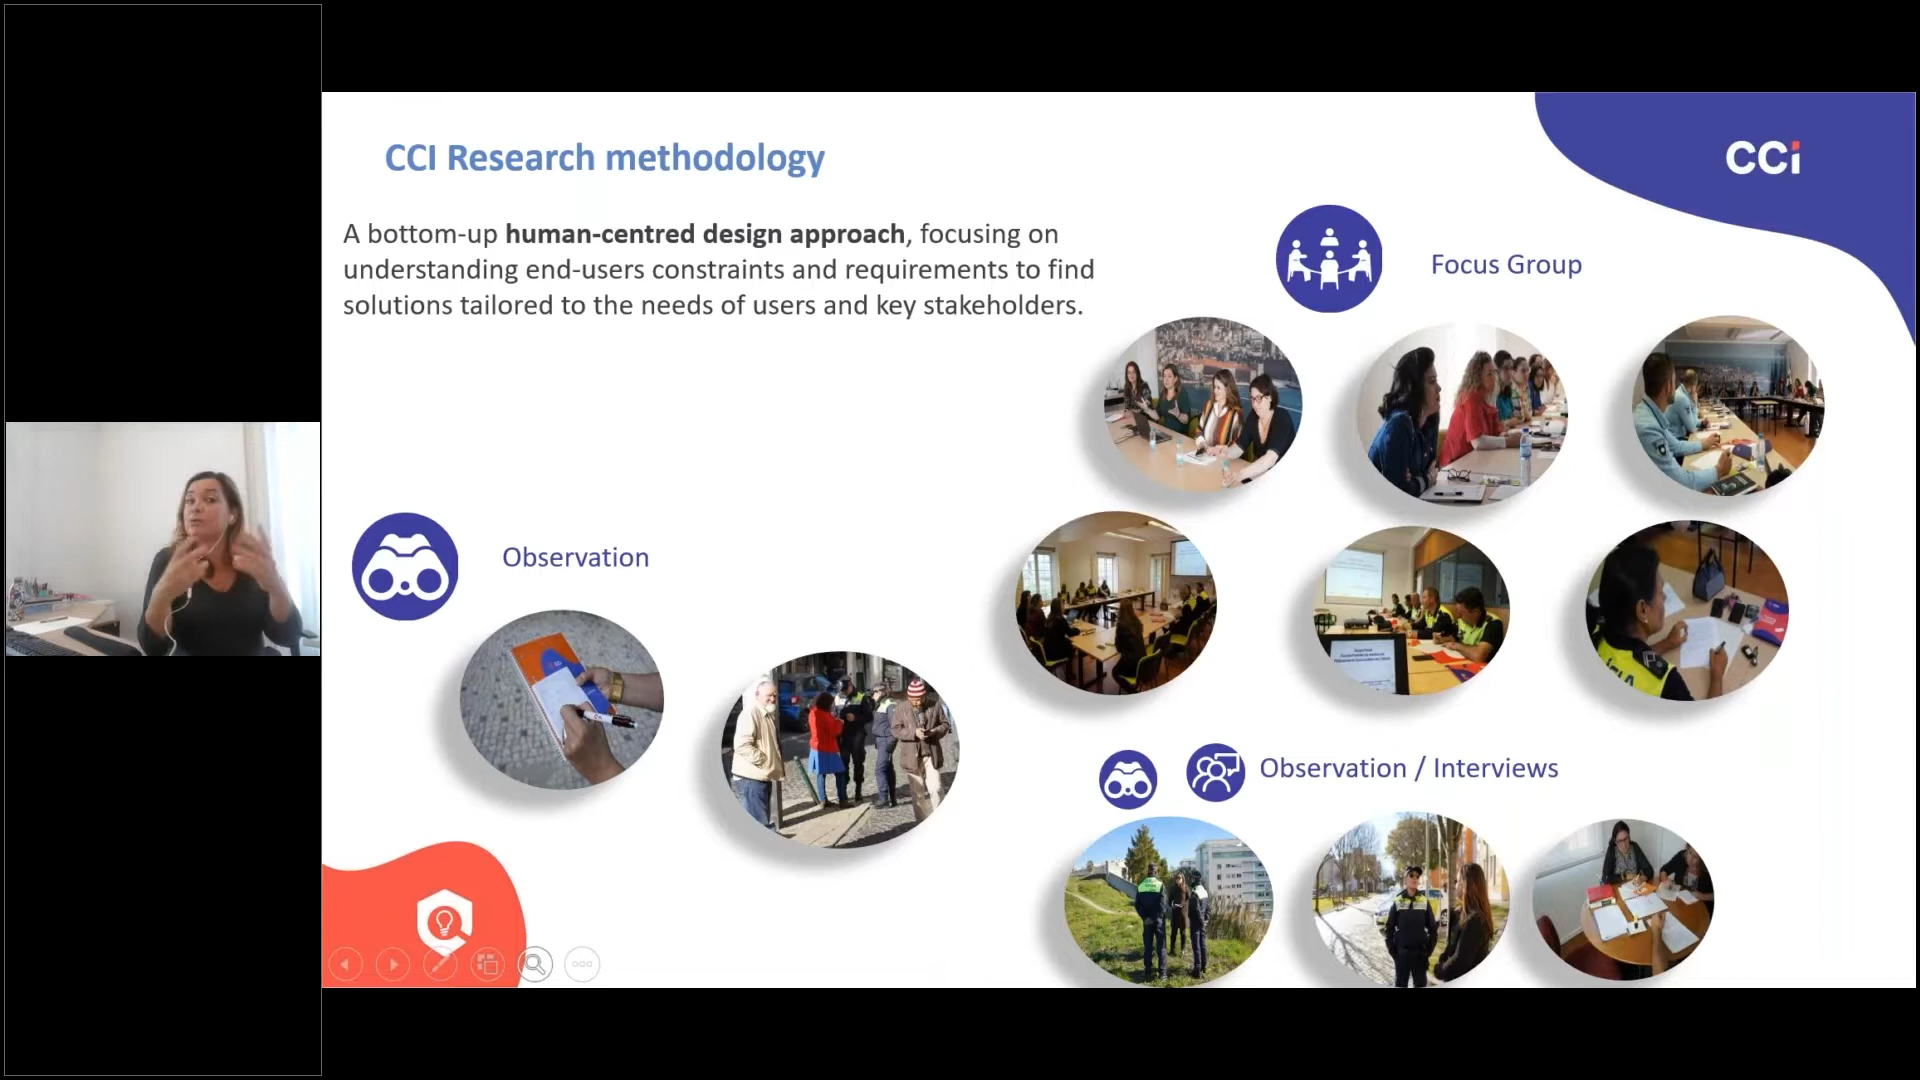 CCI Research methodology
CCi
A bottom-up human-centred design approach, focusing on
understanding end-users constraints and requirements to find
solutions tailored to the needs of users and key stakeholders.
Focus Group
Observation
Observation / Interviews